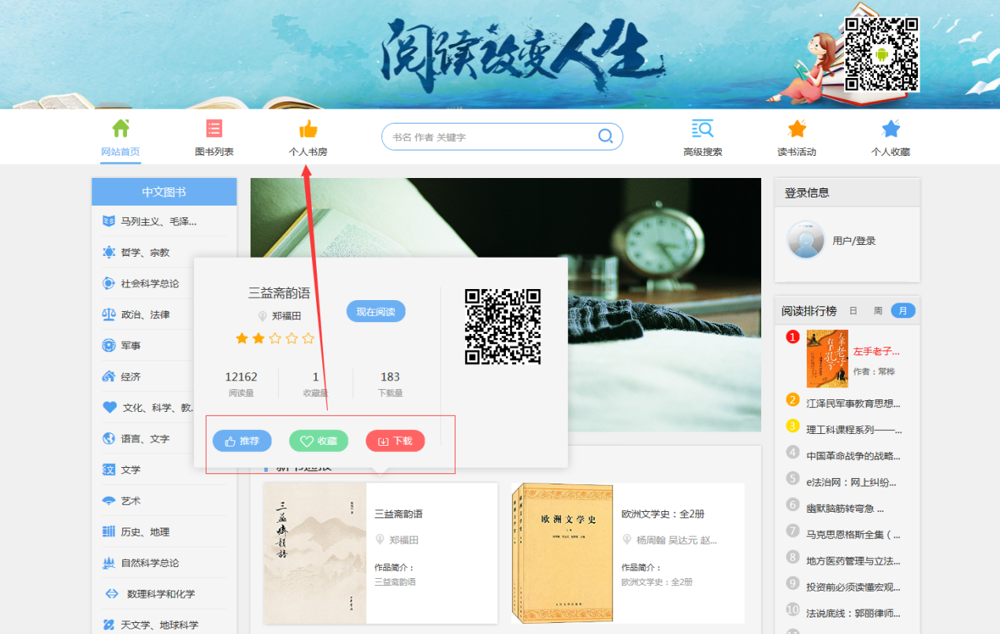 阅读改变人生
网站首页
图书列表
个人书房
书名 作者 关键字
高级搜索
读书活动
个人收藏
中文图书
马列主义、毛泽...
哲学、宗教
社会科学总论
政治、法律
军事
经济
文化、科学、教.
语言、文字
文学
艺术
历史、地理
自然科学总论
数理科学和化学
天文学、地球科学
三益斋韵语
郑福田
现在阅读
12162
阅读量
1
收藏量
183
下载量
推荐
收藏
下载
新书通报
三益斋韻語
三益斋韵语
郑福田
作品简介：
三益斋韵语
欧洲文学史
欧洲文学史：全2册
杨周翰 吴达元 赵...
作品简介：
欧洲文学史：全2册
登录信息
用户/登录
阅读排行榜 日 周 月
1
左手老子
右手孔子
左手老子...
作者：常桦
2 江泽民军事教育思想...
3 理工科课程系列——...
4 中国革命战争的战略...
5 e法治网：网上纠纷...
6 幽默脑筋转弯急 ...
7 马克思恩格斯全集（...
8 地方医药管理与立法...
9 投资前必须读懂宏观...
10 法说底线：郭丽律师...